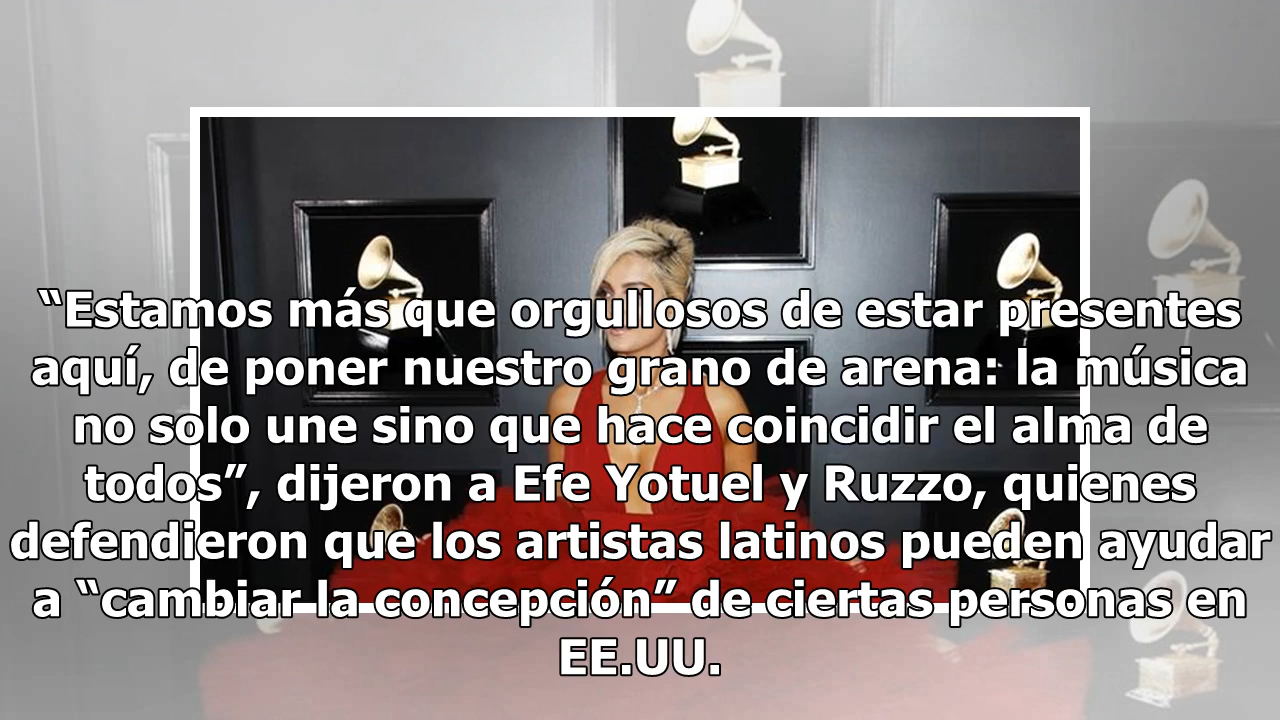 “Estamos más que orgullosos de estar presentes
aquí, de poner nuestro grano de arena: la música
no solo une sino que hace coincidir el alma de
todos”, dijeron a Efe Yotuel y Ruzzo, quienes
defendieron que los artistas latinos pueden ayudar
a “cambiar la concepción” de ciertas personas en
EE.UU.